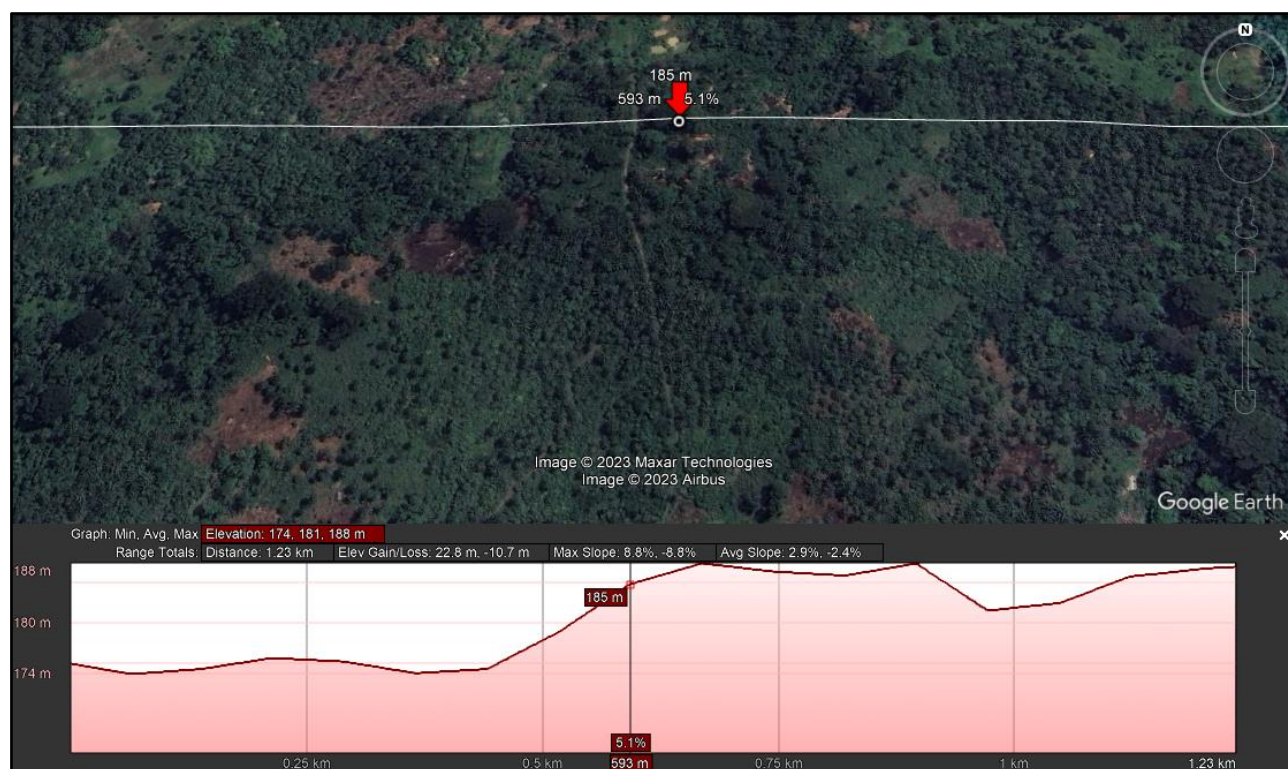 N
185 m
593 m 5.1%
Image © 2023 Maxar Technologies
Image © 2023 Airbus
Google Earth
Graph: Min, Avg, Max Elevation: 174, 181, 188 m
Range Totals: Distance: 1.23 km Elev Gain/Loss: 22.8 m, -10.7 m Max Slope: 8.8%, -8.8% Avg Slope: 2.9%, -2.4%
188 m
185 m
180 m
174 m
5.1%
0.25 km 0.5 km 593 m 0.75 km 1 km 1.23 km